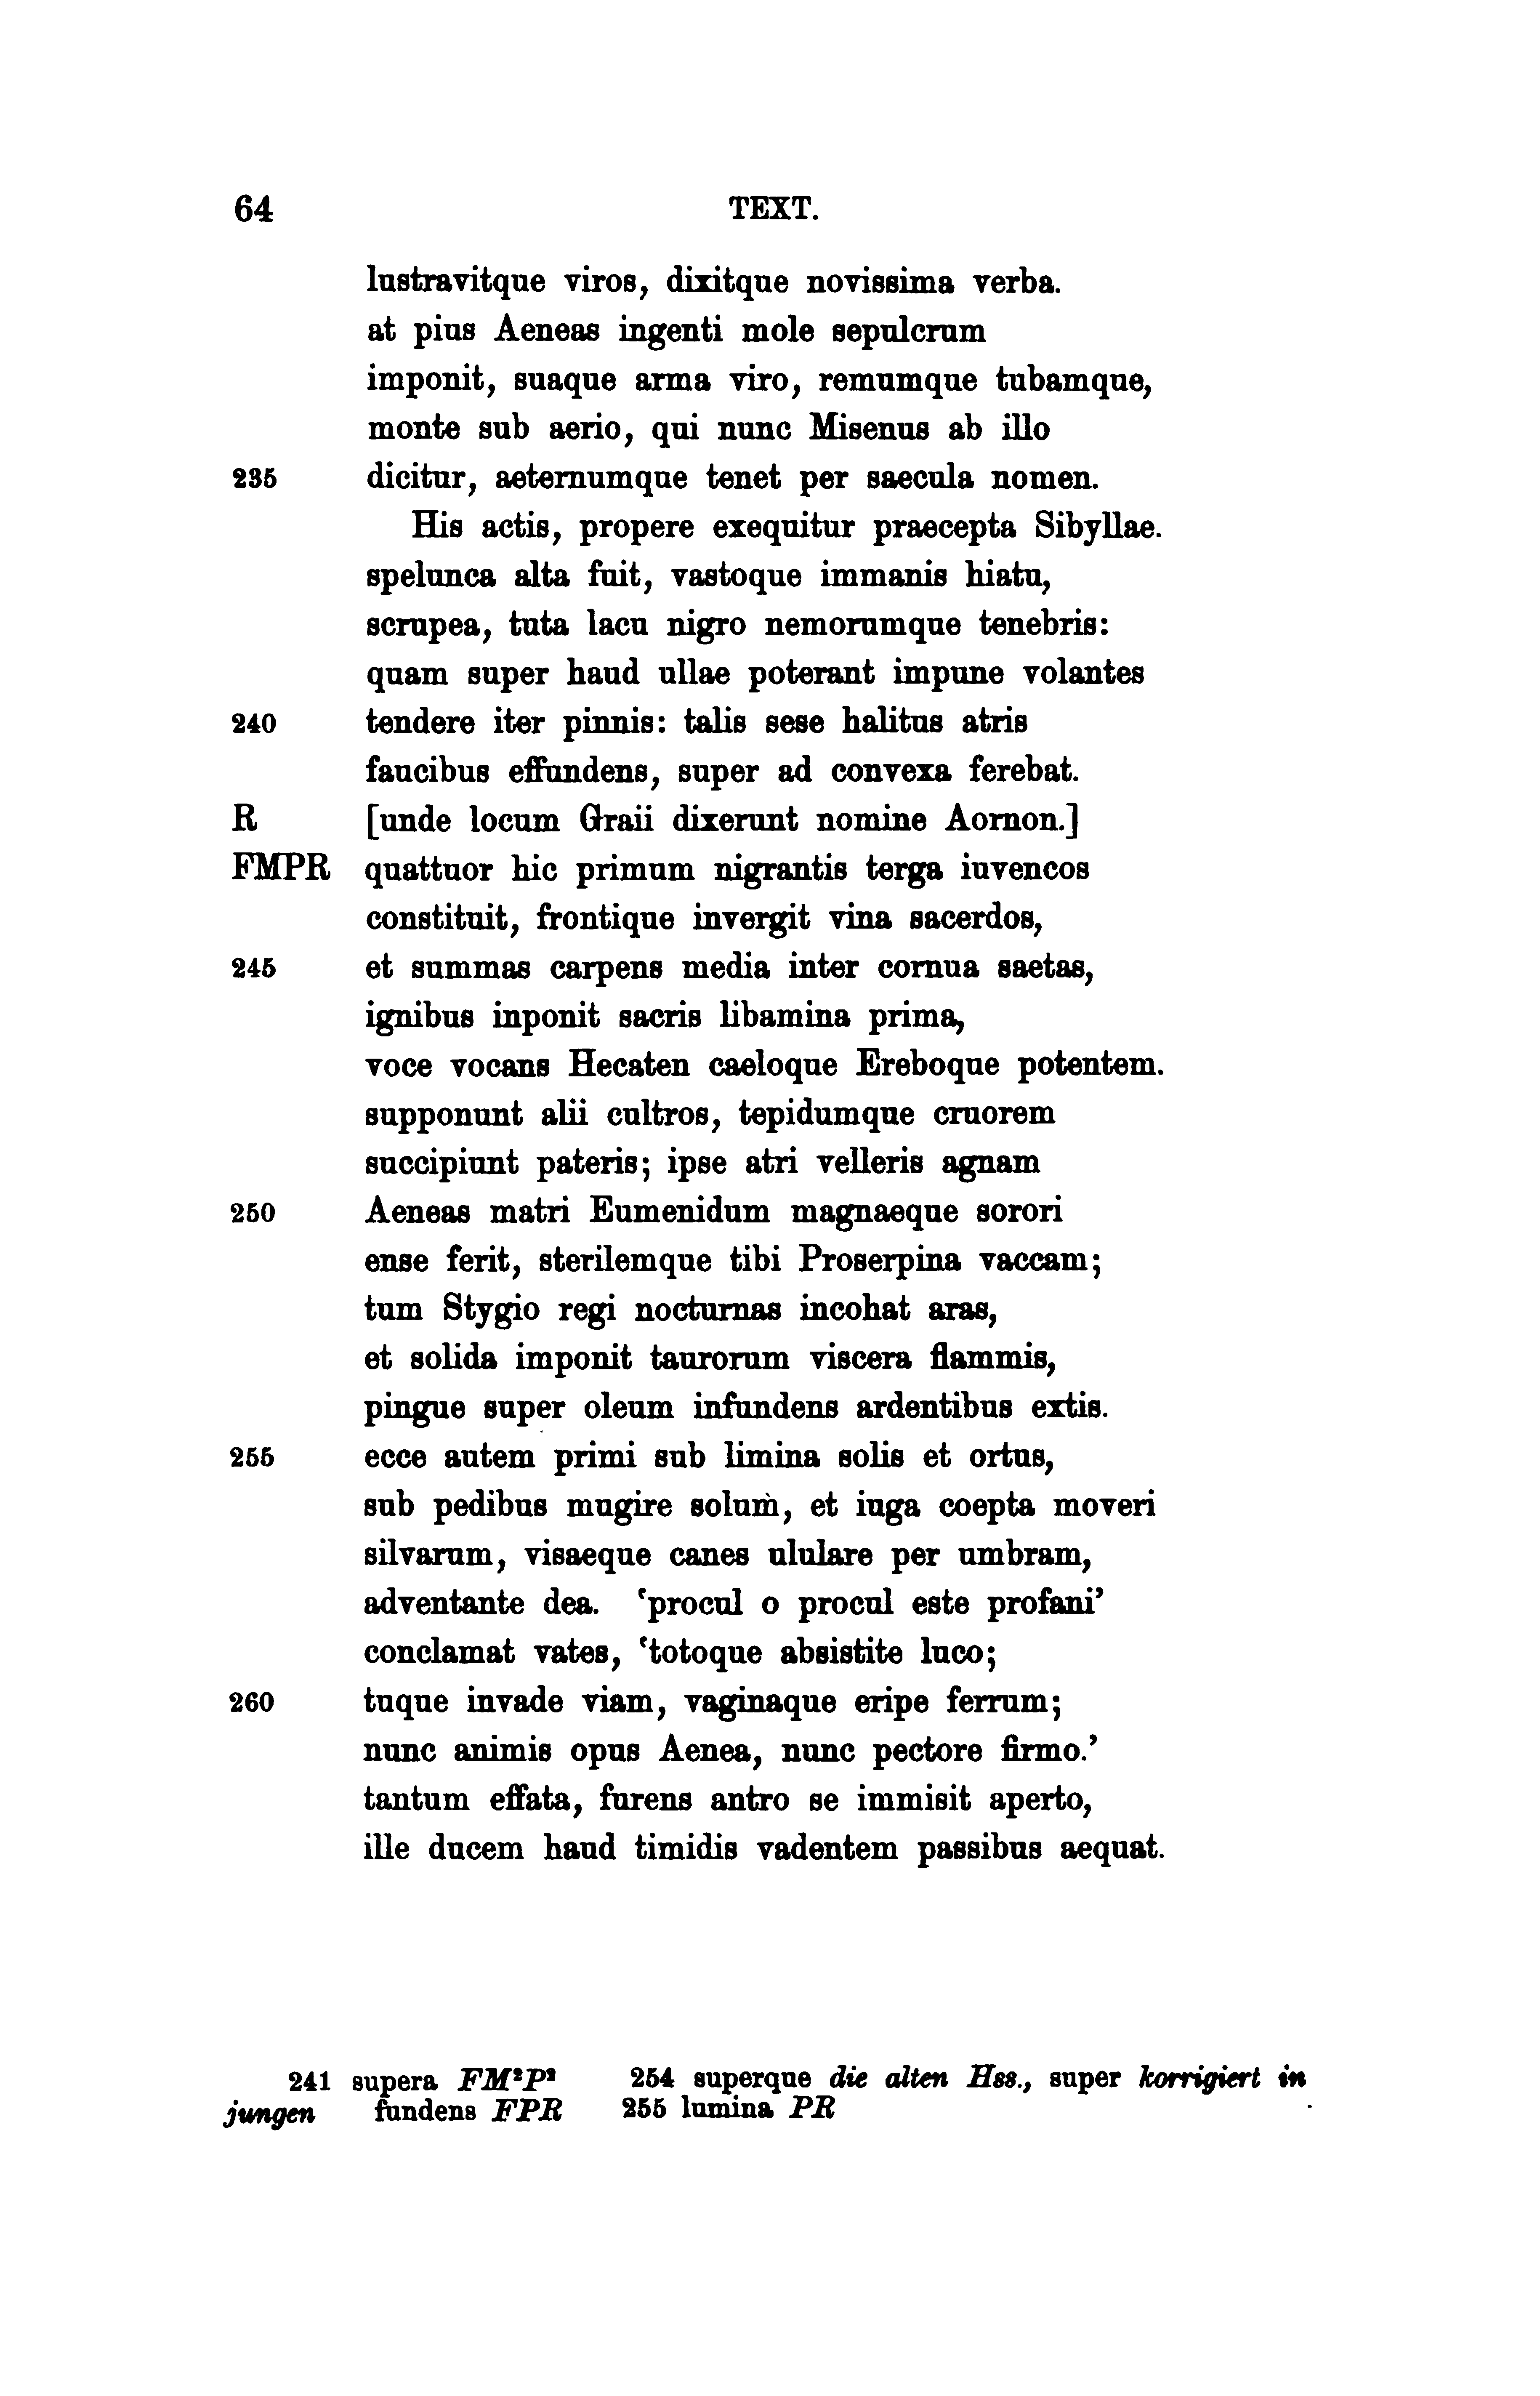 64 TEXT.
lustravitque viros, dixitque novissima verba.
at pius Aeneas ingenti mole sepulcrum
imponit, suaque arma viro, remumque tubamque,
monte sub aerio, qui nunc Misenus ab illo
235 dicitur, aeternumque tenet per saecula nomen.
His actis, propere exequitur praecepta Sibyllae.
spelunca alta fuit, vastoque immanis hiatu,
scrupea, tuta lacu nigro nemorumque tenebris:
quam super haud ullae poterant impune volantes
240 tendere iter pinnis: talis sese halitus atris
faucibus effundens, super ad convexa ferebat.
R [unde locum Graii dixerunt nomine Aornon.]
FMPR quattuor hic primum nigrantis terga iuvencos
constituit, frontique invergit vina sacerdos,
245 et summas carpens media inter cornua saetas,
ignibus inponit sacris libamina prima,
voce vocans Hecaten caeloque Ereboque potentem.
supponunt alii cultros, tepidumque cruorem
succipiunt pateris; ipse atri velleris agnam
250 Aeneas matri Eumenidum magnaeque sorori
ense ferit, sterilemque tibi Proserpina vaccam;
tum Stygio regi nocturnas incohat aras,
et solida imponit taurorum viscera flammis,
pingue super oleum infundens ardentibus extis.
255 ecce autem primi sub limina solis et ortus,
sub pedibus mugire solum, et iuga coepta moveri
silvarum, visaeque canes ululare per umbram,
adventante dea. ‛procul o procul este profani’
conclamat vates, ‛totoque absistite luco;
260 tuque invade viam, vaginaque eripe ferrum;
nunc animis opus Aenea, nunc pectore firmo.’
tantum effata, furens antro se immisit aperto,
ille ducem haud timidis vadentem passibus aequat.
241 supera FM²P² 254 superque die alten Hss., super korrigiert in
jungen fundens FPR 255 lumina PR